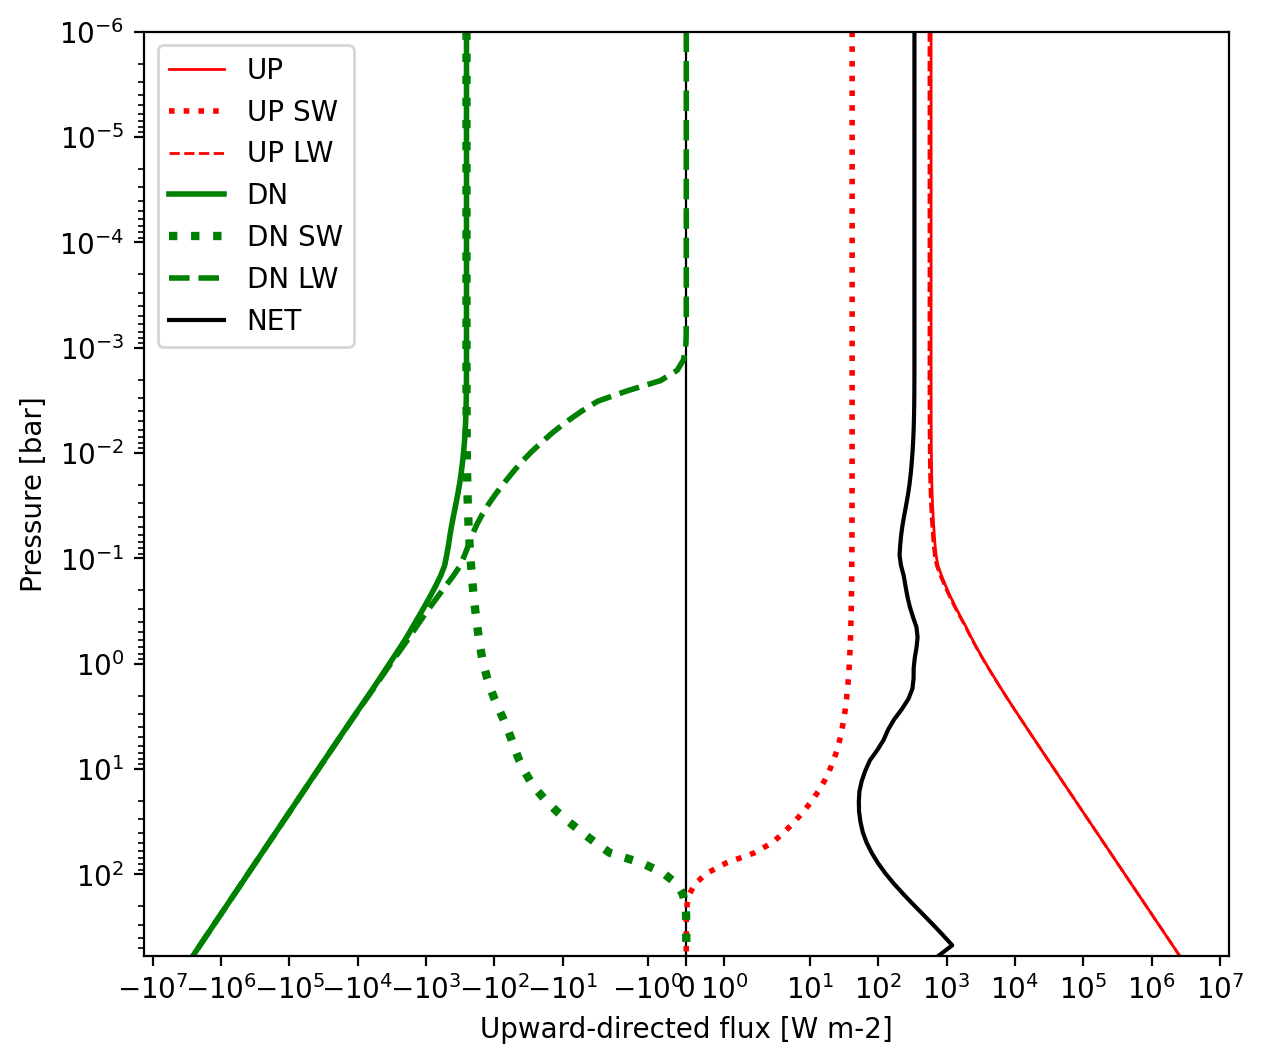 10⁻⁶
10⁻⁵
10⁻⁴
10⁻³
10⁻²
10⁻¹
10⁰
10¹
10²
Pressure [bar]
UP
UP SW
UP LW
DN
DN SW
DN LW
NET
−10⁷ −10⁶ −10⁵ −10⁴ −10³ −10² −10¹ −10⁰ 0 10⁰ 10¹ 10² 10³ 10⁴ 10⁵ 10⁶ 10⁷
Upward-directed flux [W m-2]